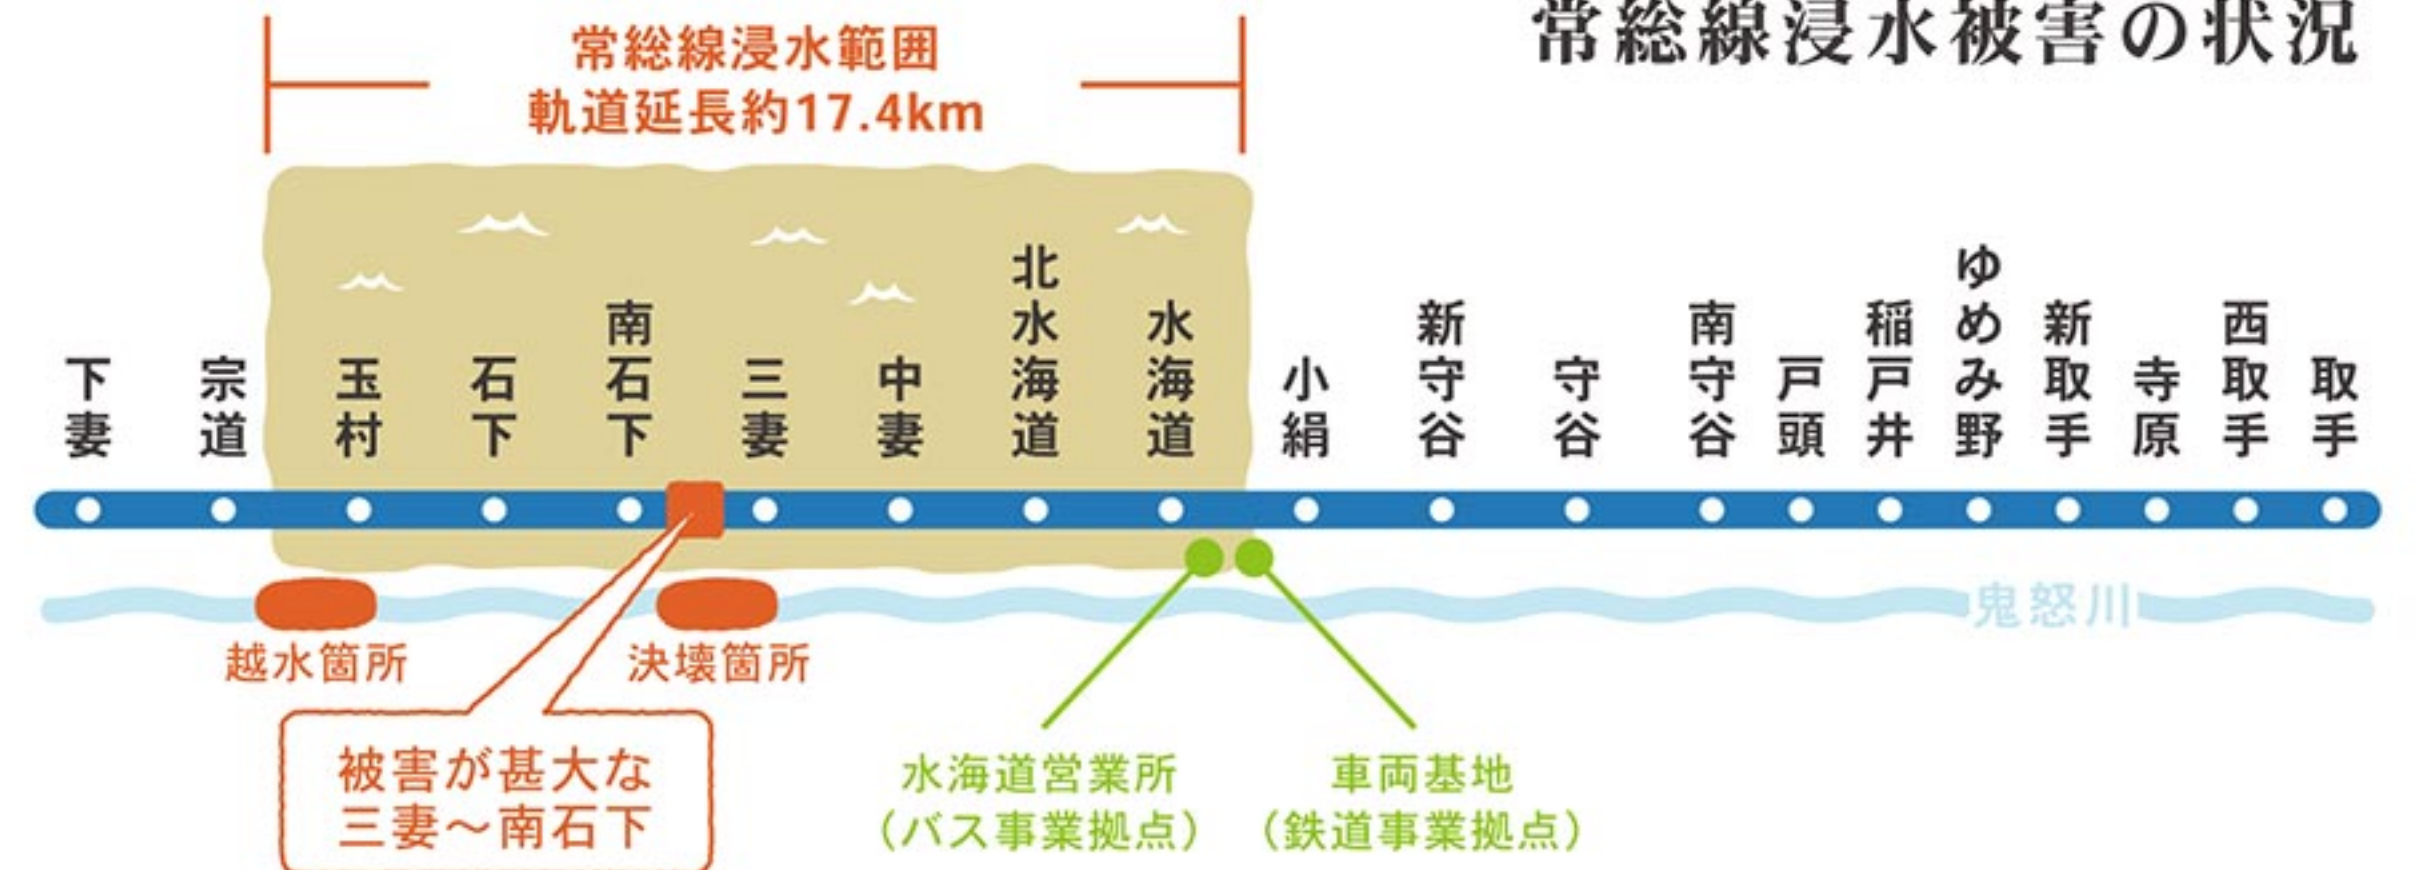 常総線浸水被害の状況
常総線浸水範囲
軌道延長約17.4km
下妻
宗道
玉村
石下
南石下
三妻
中妻
北水海道
水海道
小絹
新守谷
守谷
南守谷
戸頭
稲戸井
ゆめみ野
新取手
寺原
西取手
取手
鬼怒川
越水箇所
決壊箇所
被害が甚大な
三妻～南石下
水海道営業所
（バス事業拠点）
車両基地
（鉄道事業拠点）